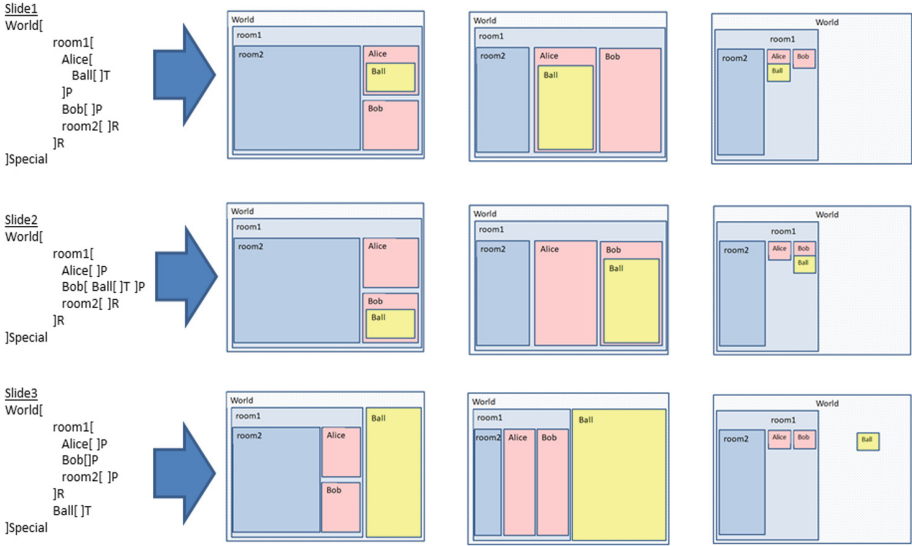 Slide1
World[
room1[
Alice[
Ball[ ]T
]P
Bob[ ]P
room2[ ]R
]R
]Special
World
room1
room2
Alice
Ball
Bob
World
room1
room2
Alice
Ball
Bob
World
room1
room2
Alice
Bob
Ball
Slide2
World[
room1[
Alice[ ]P
Bob[ Ball[ ]T ]P
room2[ ]R
]R
]Special
World
room1
room2
Alice
Bob
Ball
World
room1
room2
Alice
Bob
Ball
World
room1
room2
Alice
Bob
Ball
Slide3
World[
room1[
Alice[ ]P
Bob[]P
room2[ ]P
]R
Ball[ ]T
]Special
World
room1
room2
Alice
Bob
Ball
World
room1
room2
Alice
Bob
Ball
World
room1
room2
Alice
Bob
Ball